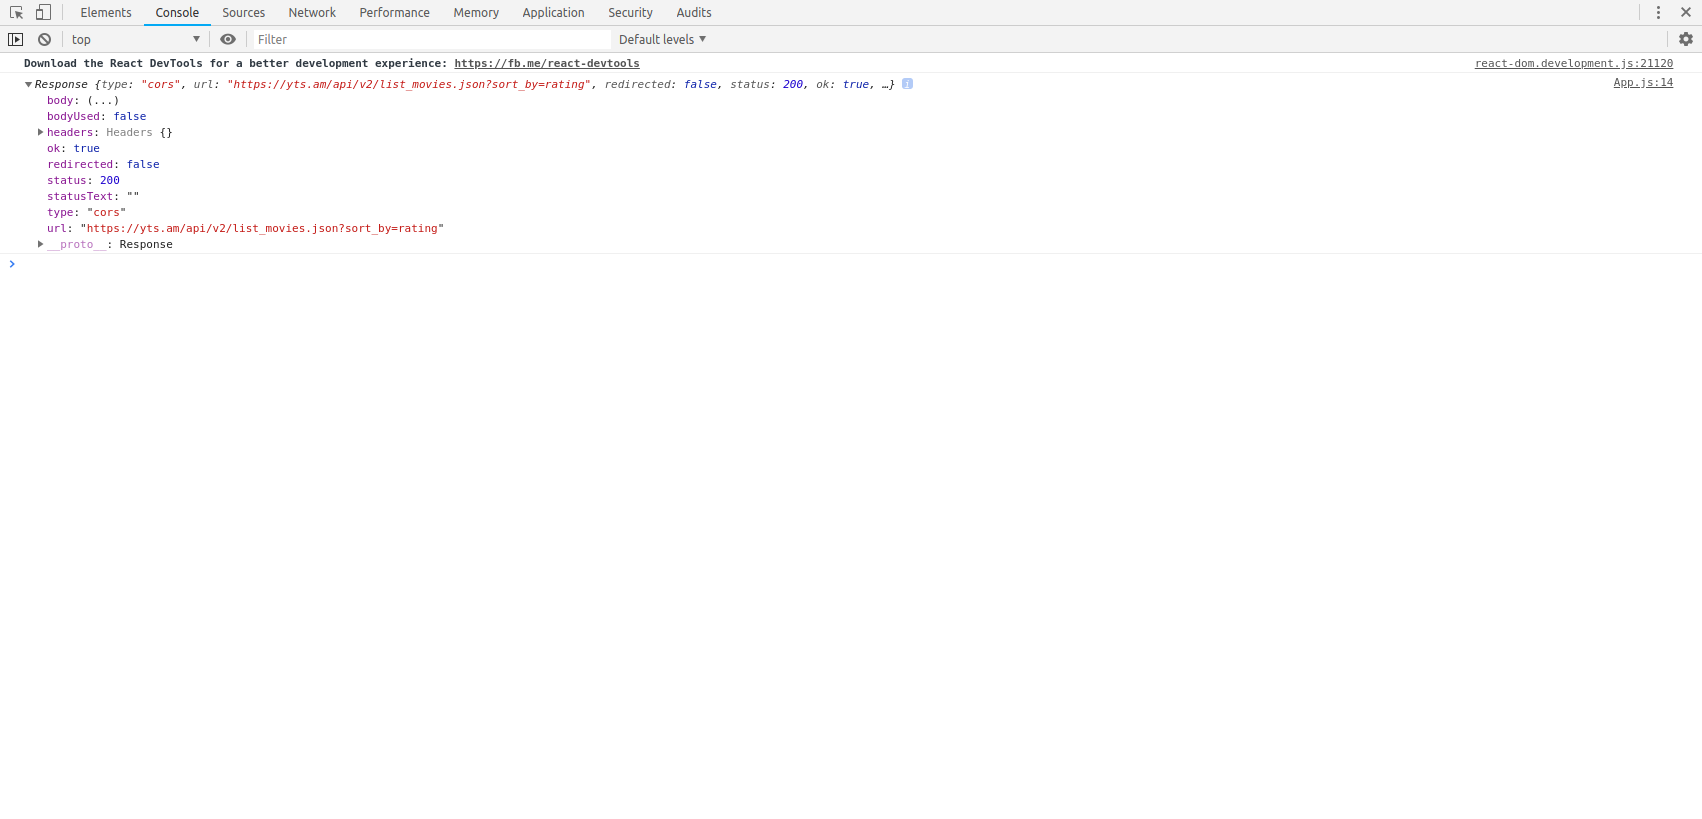 Elements Console Sources Network Performance Memory Application Security Audits
top Filter Default levels
Download the React DevTools for a better development experience: https://fb.me/react-devtools react-dom.development.js:21120
Response {type: "cors", url: "https://yts.am/api/v2/list_movies.json?sort_by=rating", redirected: false, status: 200, ok: true, …} i App.js:14
body: (...)
bodyUsed: false
headers: Headers {}
ok: true
redirected: false
status: 200
statusText: ""
type: "cors"
url: "https://yts.am/api/v2/list_movies.json?sort_by=rating"
__proto__: Response